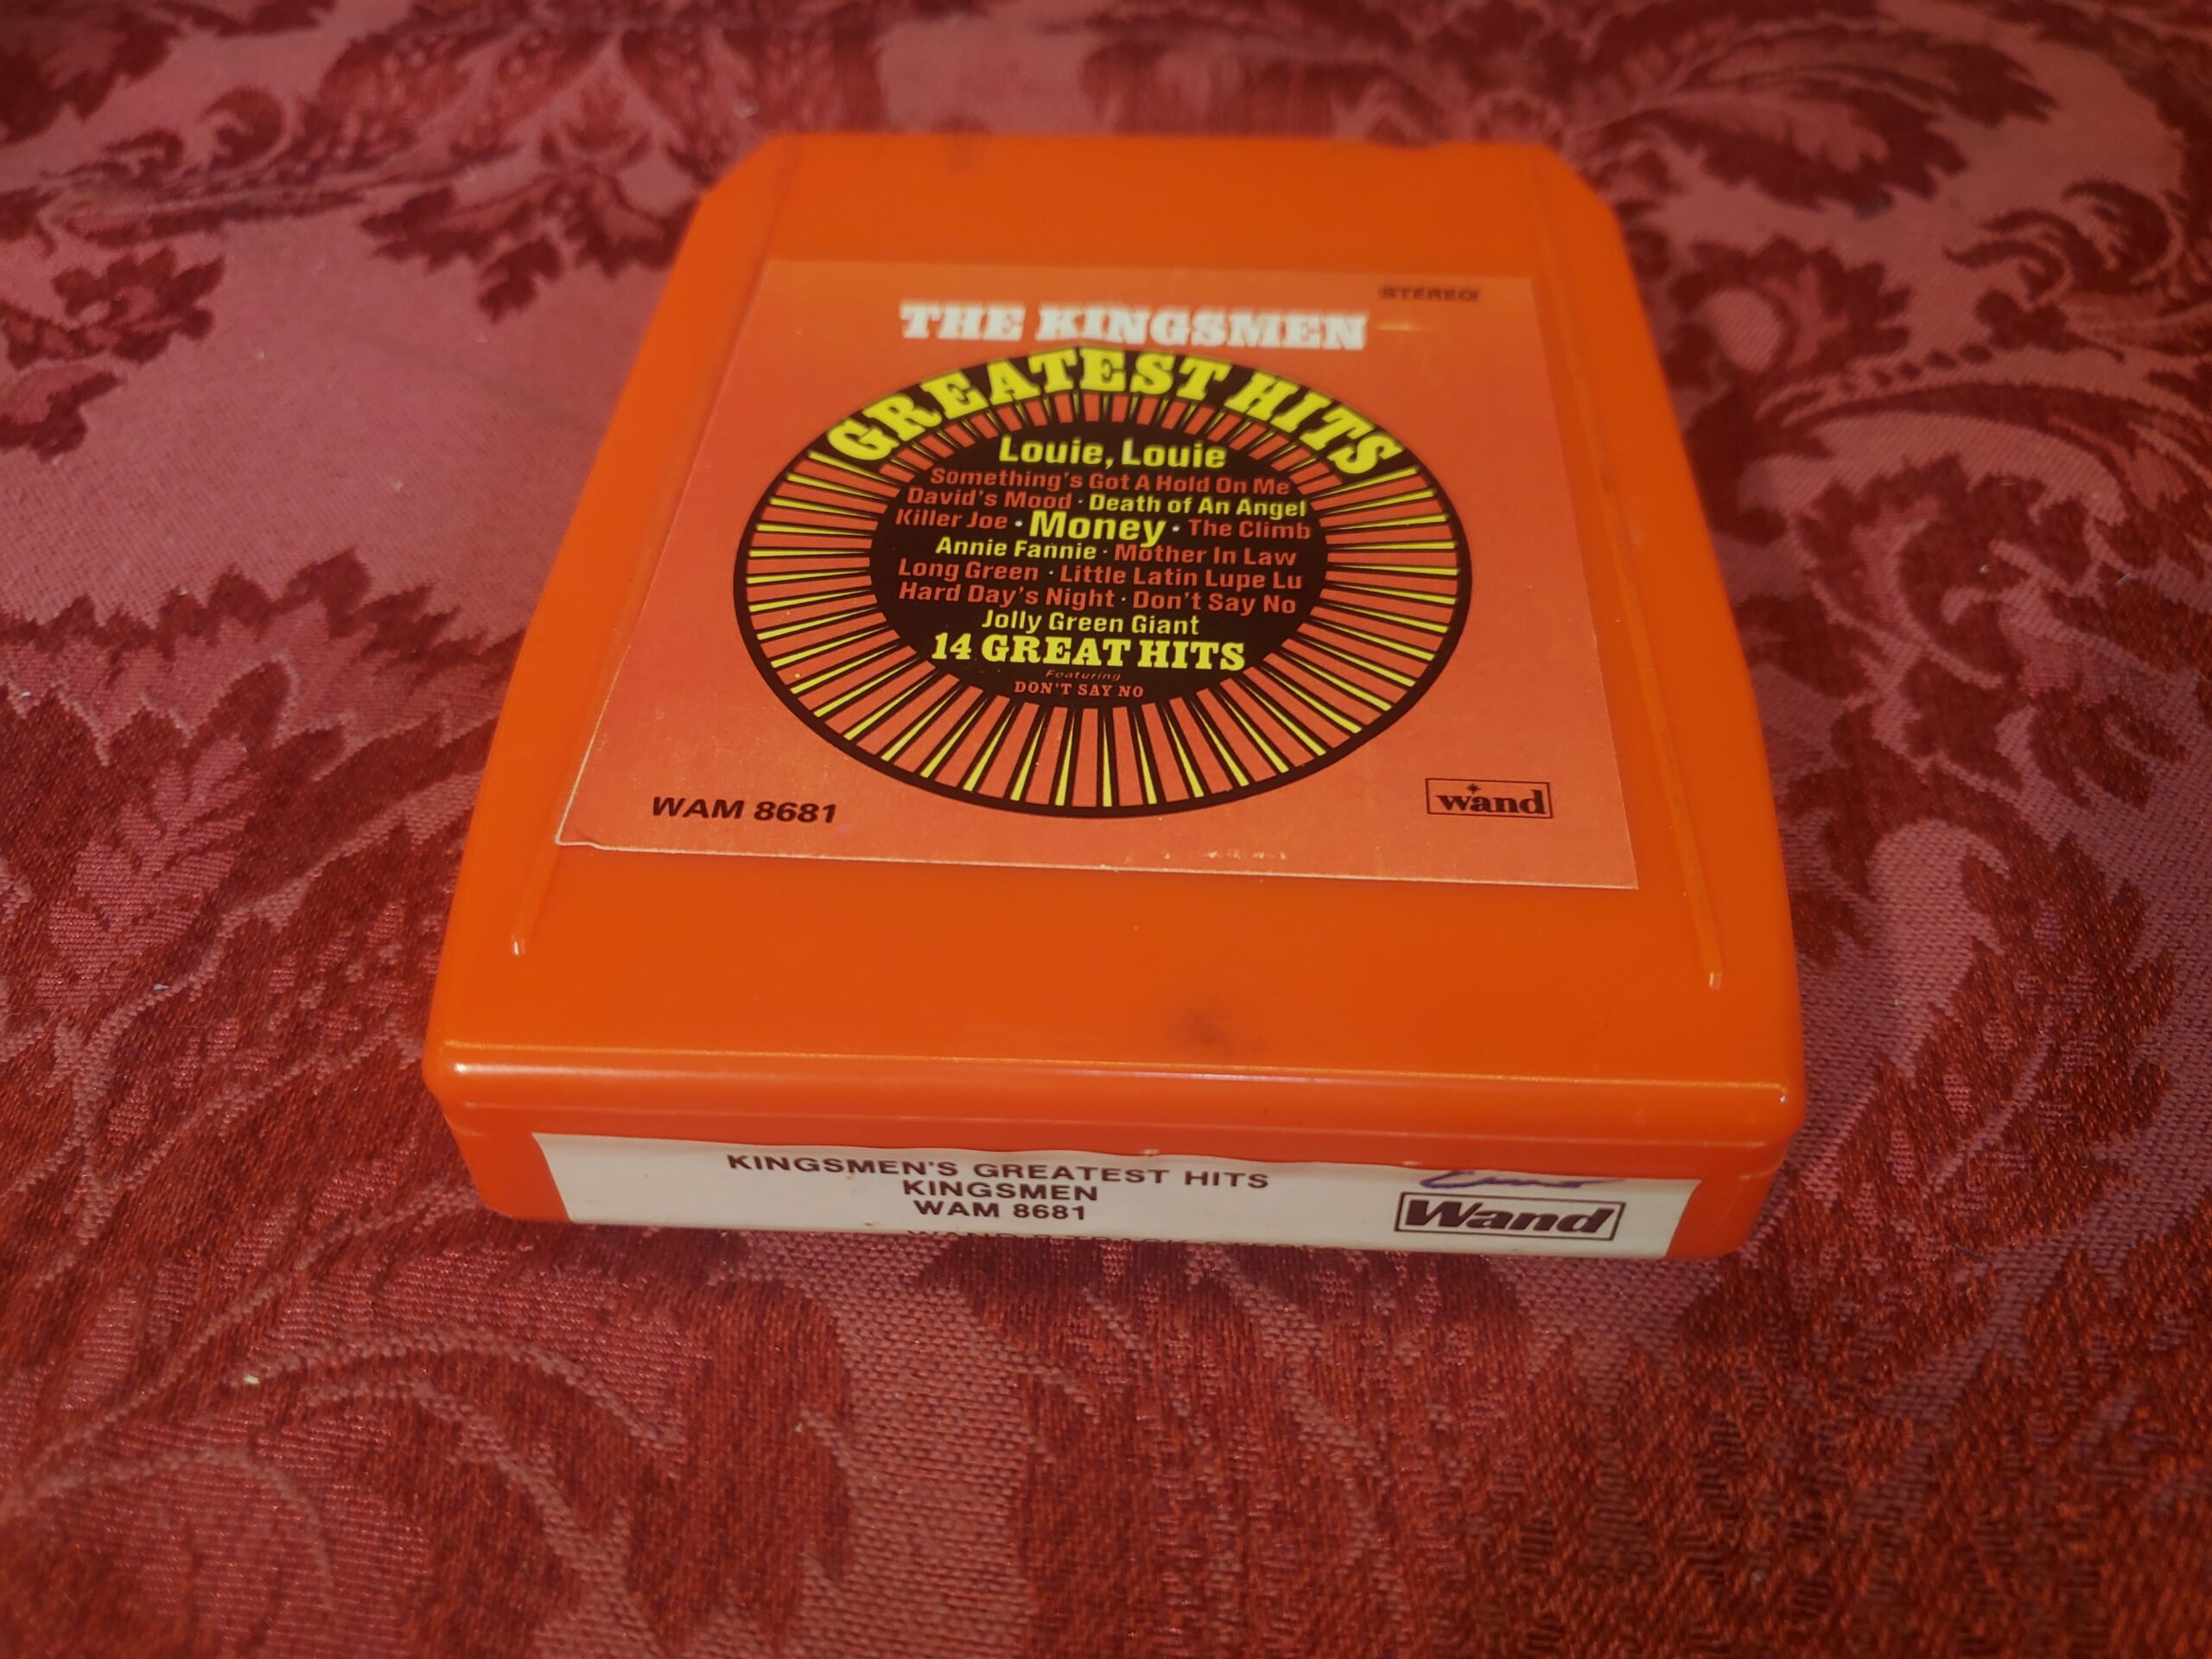 STEREO
THE KINGSMEN
GREATEST HITS
Louie, Louie
Something's Got A Hold On Me
David's Mood · Death of An Angel
Killer Joe · Money · The Climb
Annie Fannie · Mother In Law
Long Green · Little Latin Lupe Lu
Hard Day's Night · Don't Say No
Jolly Green Giant
14 GREAT HITS
Featuring
DON'T SAY NO
WAM 8681
wand
KINGSMEN'S GREATEST HITS
KINGSMEN
WAM 8681
Wand